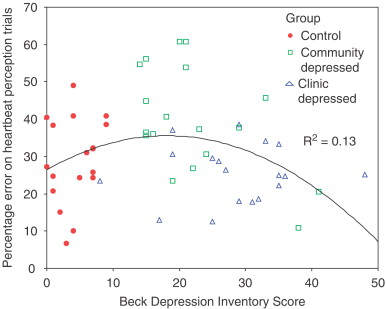 Percentage error on heartbeat perception trials
70
60
50
40
30
20
10
0
0
10
20
30
40
50
Beck Depression Inventory Score
Group
Control
Community
depressed
Clinic
depressed
R² = 0.13